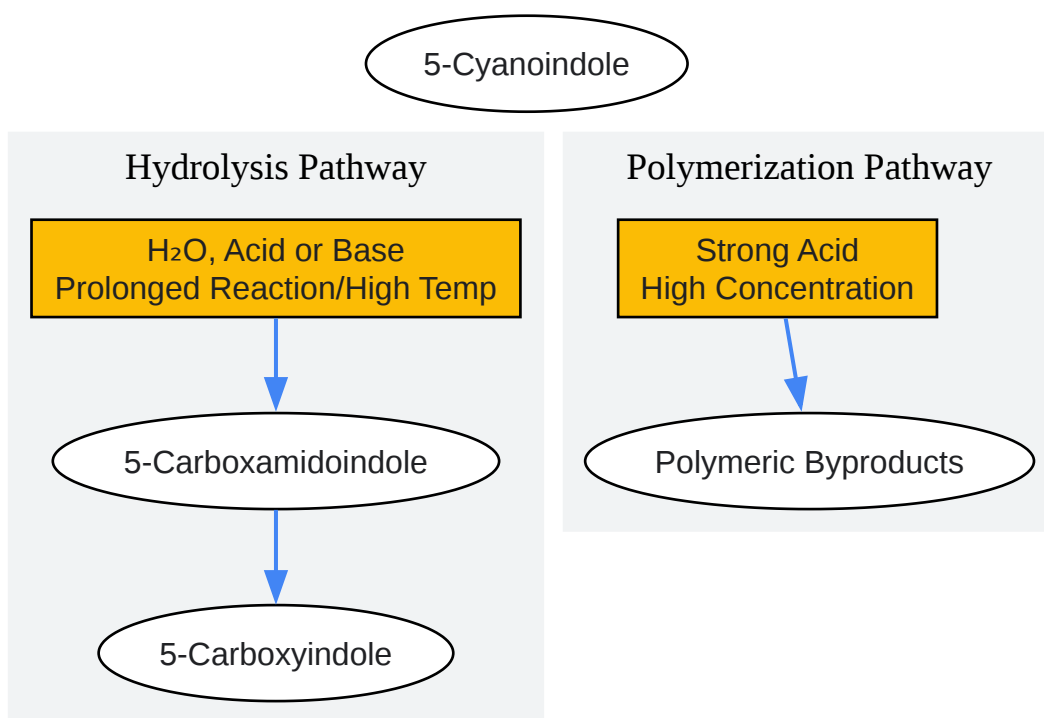 5-Cyanoindole
Hydrolysis Pathway
H₂O, Acid or Base
Prolonged Reaction/High Temp
5-Carboxamidoindole
5-Carboxyindole
Polymerization Pathway
Strong Acid
High Concentration
Polymeric Byproducts